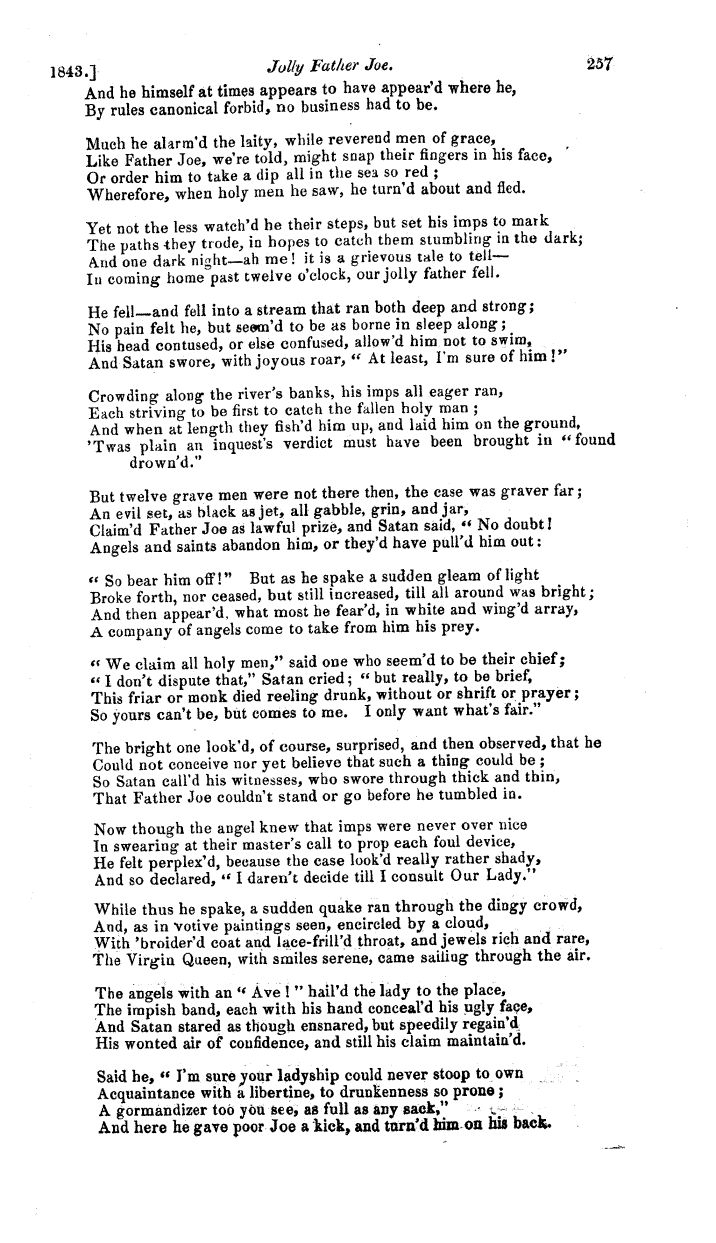 1843.] Jolly Father Joe. 257
And he himself at times appears to have appear'd where he,
By rules canonical forbid, no business had to be.
Much he alarm'd the laity, while reverend men of grace,
Like Father Joe, we're told, might snap their fingers in his face,
Or order him to take a dip all in the sea so red ;
Wherefore, when holy men he saw, he turn'd about and fled.
Yet not the less watch'd he their steps, but set his imps to mark
The paths they trode, in hopes to catch them stumbling in the dark;
And one dark night—ah me! it is a grievous tale to tell—
In coming home past twelve o'clock, our jolly father fell.
He fell—and fell into a stream that ran both deep and strong;
No pain felt he, but seem'd to be as borne in sleep along;
His head contused, or else confused, allow'd him not to swim,
And Satan swore, with joyous roar, “ At least, I'm sure of him !”
Crowding along the river's banks, his imps all eager ran,
Each striving to be first to catch the fallen holy man ;
And when at length they fish'd him up, and laid him on the ground,
'Twas plain an inquest's verdict must have been brought in “ found
drown'd.”
But twelve grave men were not there then, the case was graver far;
An evil set, as black as jet, all gabble, grin, and jar,
Claim'd Father Joe as lawful prize, and Satan said, “ No doubt!
Angels and saints abandon him, or they'd have pull'd him out:
“ So bear him off!” But as he spake a sudden gleam of light
Broke forth, nor ceased, but still increased, till all around was bright;
And then appear'd, what most he fear'd, in white and wing'd array,
A company of angels come to take from him his prey.
“ We claim all holy men,” said one who seem'd to be their chief;
“ I don't dispute that,” Satan cried; “ but really, to be brief,
This friar or monk died reeling drunk, without or shrift or prayer;
So yours can't be, but comes to me. I only want what's fair.”
The bright one look'd, of course, surprised, and then observed, that he
Could not conceive nor yet believe that such a thing could be ;
So Satan call'd his witnesses, who swore through thick and thin,
That Father Joe couldn't stand or go before he tumbled in.
Now though the angel knew that imps were never over nice
In swearing at their master's call to prop each foul device,
He felt perplex'd, because the case look'd really rather shady,
And so declared, “ I daren't decide till I consult Our Lady.”
While thus he spake, a sudden quake ran through the dingy crowd,
And, as in votive paintings seen, encircled by a cloud,
With 'broider'd coat and lace-frill'd throat, and jewels rich and rare,
The Virgin Queen, with smiles serene, came sailing through the air.
The angels with an “ Ave ! ” hail'd the lady to the place,
The impish band, each with his hand conceal'd his ugly face,
And Satan stared as though ensnared, but speedily regain'd
His wonted air of confidence, and still his claim maintain'd.
Said he, “ I'm sure your ladyship could never stoop to own
Acquaintance with a libertine, to drunkenness so prone ;
A gormandizer too you see, as full as any sack,”
And here he gave poor Joe a kick, and turn'd him on his back.